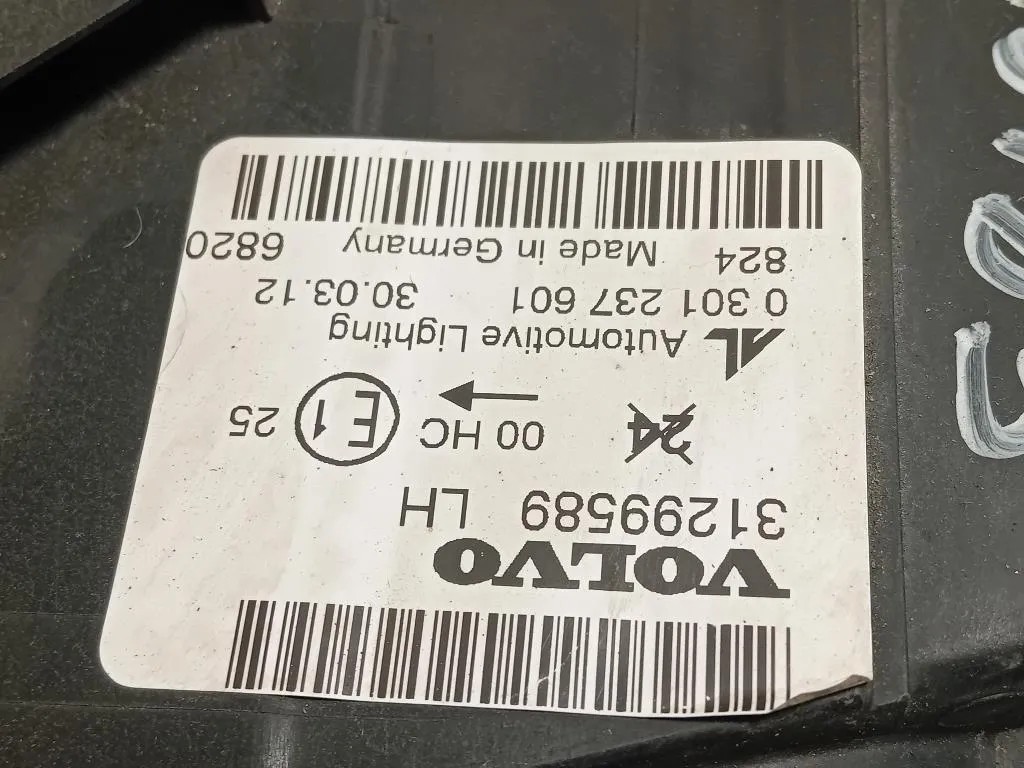 VOLVO
31299589 LH
24 00 HC E1 25
AL Automotive Lighting
0 301 237 601 30.03.12
824 Made in Germany 6820